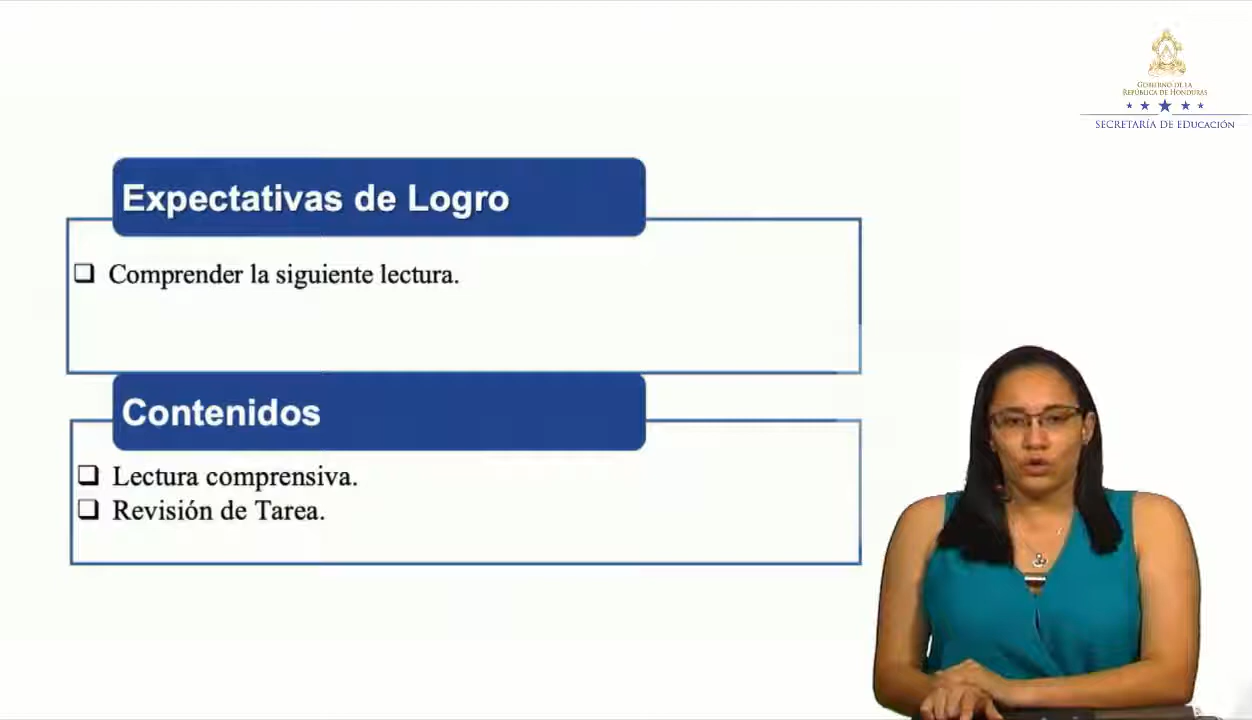 GOBIERNO DE LA
REPÚBLICA DE HONDURAS
SECRETARÍA DE EDUCACIÓN
Expectativas de Logro
Comprender la siguiente lectura.
Contenidos
Lectura comprensiva.
Revisión de Tarea.